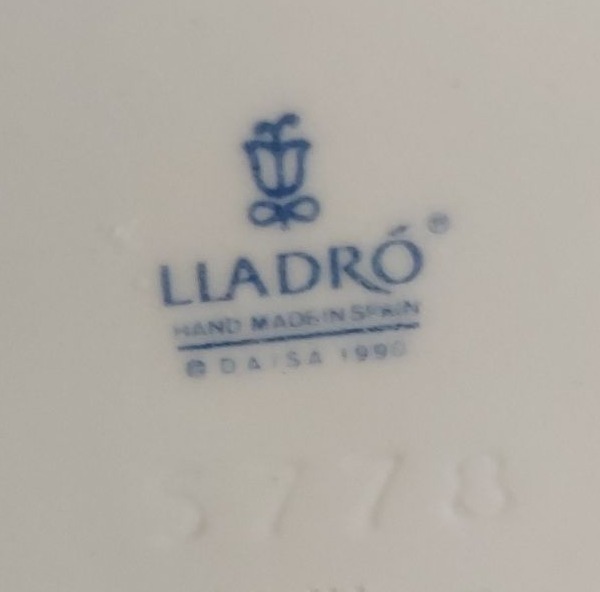 LLADRÓ ®
HAND MADE IN SPAIN
© DAISA 1990
5778